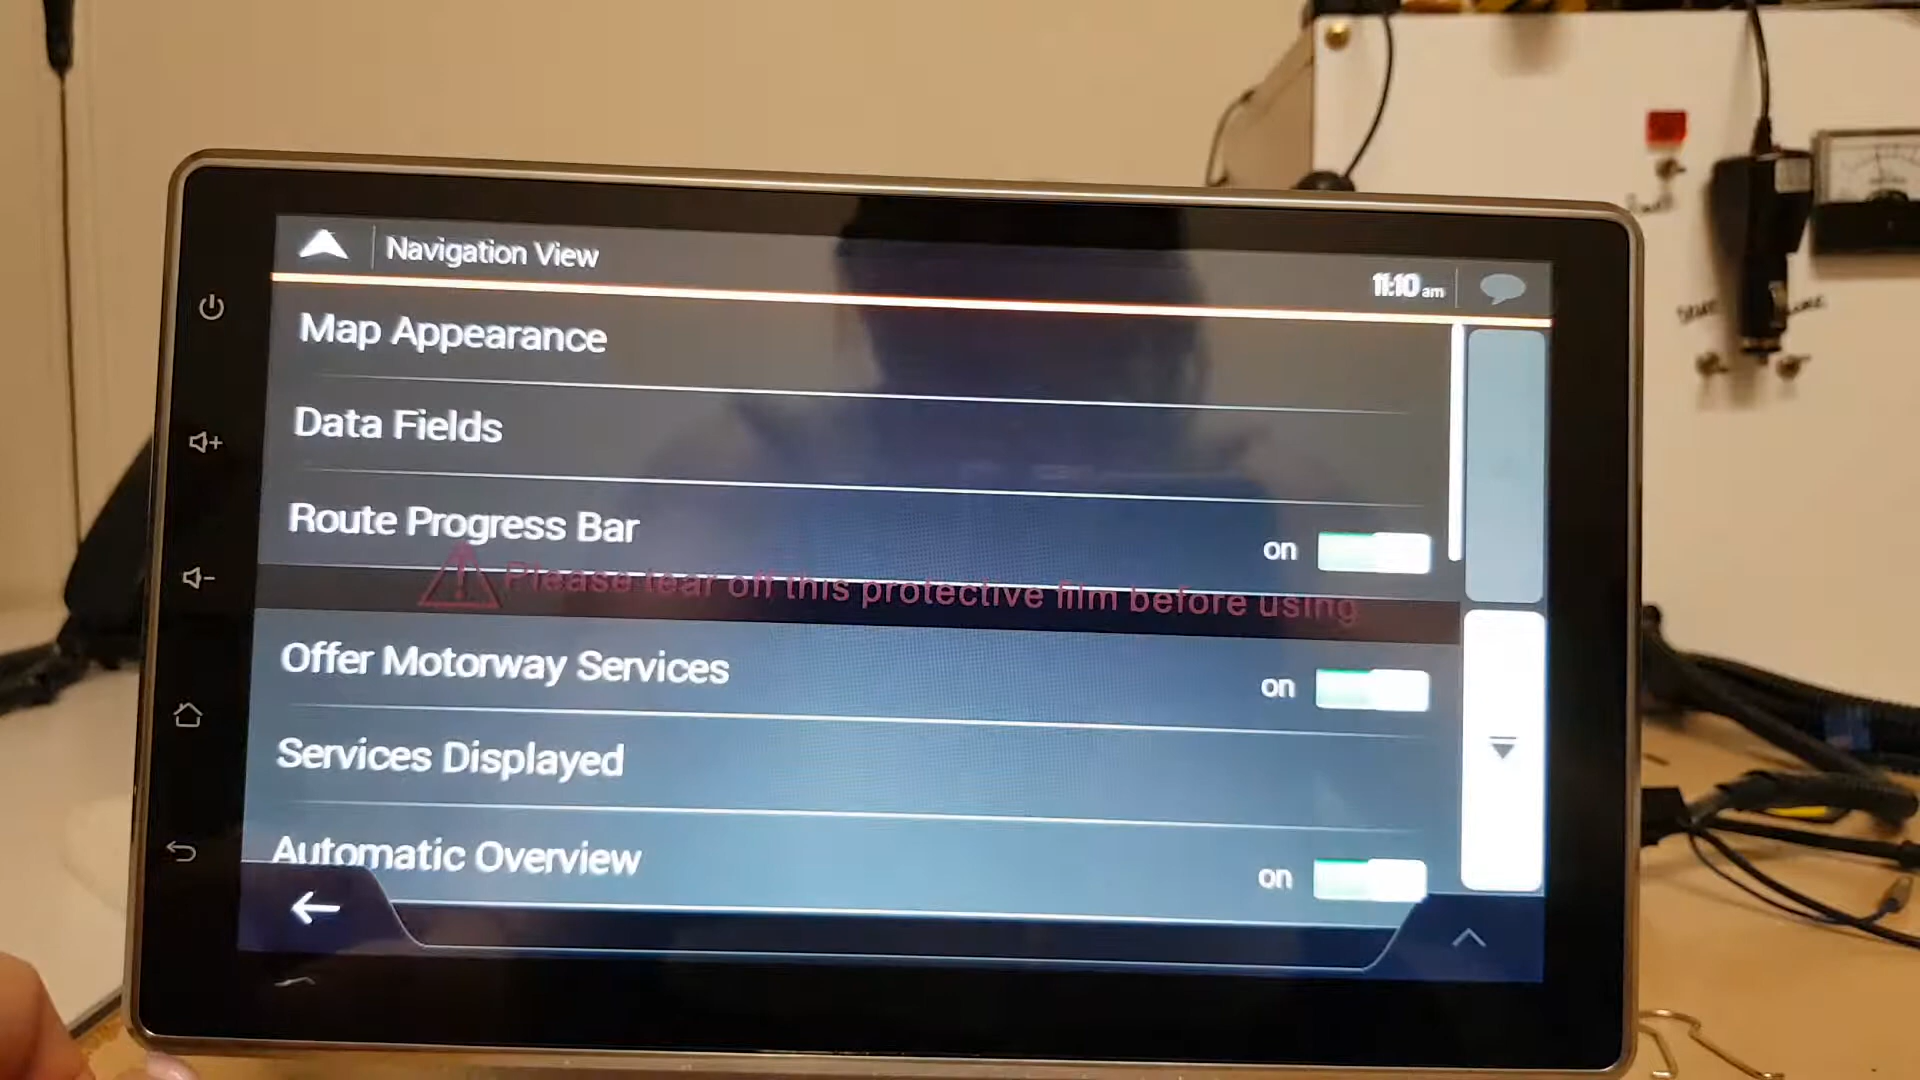 Navigation View
11:10 am
Map Appearance
Data Fields
Route Progress Bar
on
Please tear off this protective film before using
Offer Motorway Services
on
Services Displayed
Automatic Overview
on